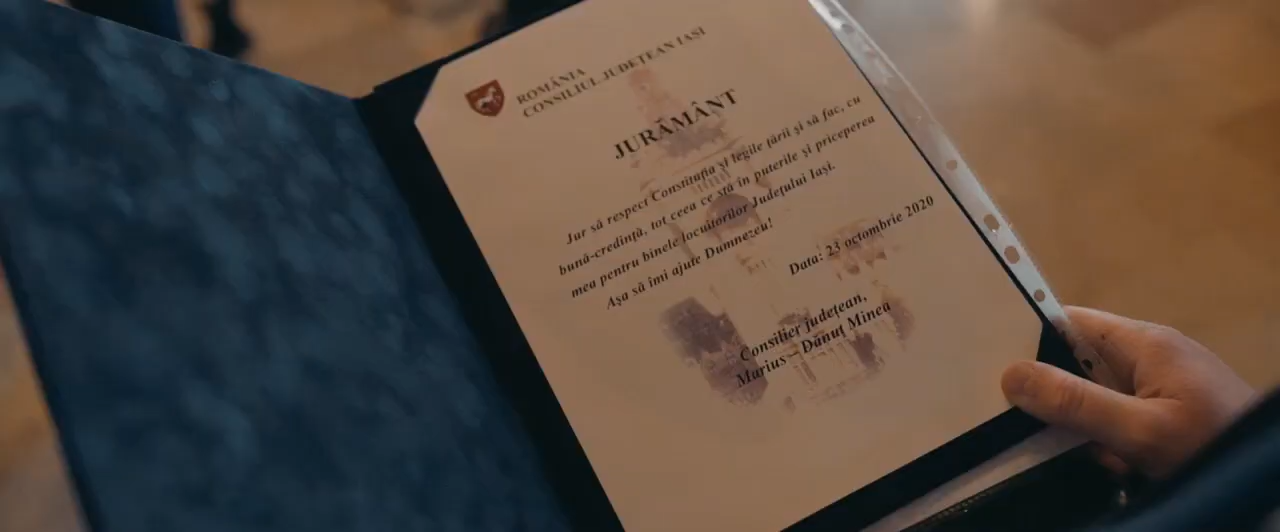 ROMÂNIA
CONSILIUL JUDEȚEAN IAȘI
JURĂMÂNT
Jur să respect Constituția și legile țării și să fac, cu
bună-credință, tot ceea ce stă în puterile și priceperea
mea pentru binele locuitorilor Județului Iași.
Așa să îmi ajute Dumnezeu!
Data: 23 octombrie 2020
Consilier județean,
Marius - Dănuț Minea